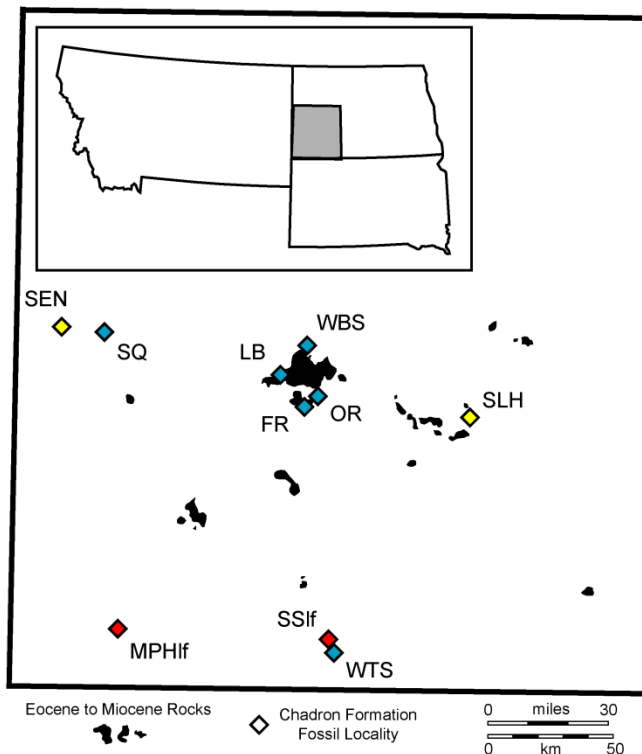 SEN
SQ
WBS
LB
OR
FR
SLH
MPHlf
SSlf
WTS
Eocene to Miocene Rocks
Chadron Formation
Fossil Locality
0 miles 30
0 km 50